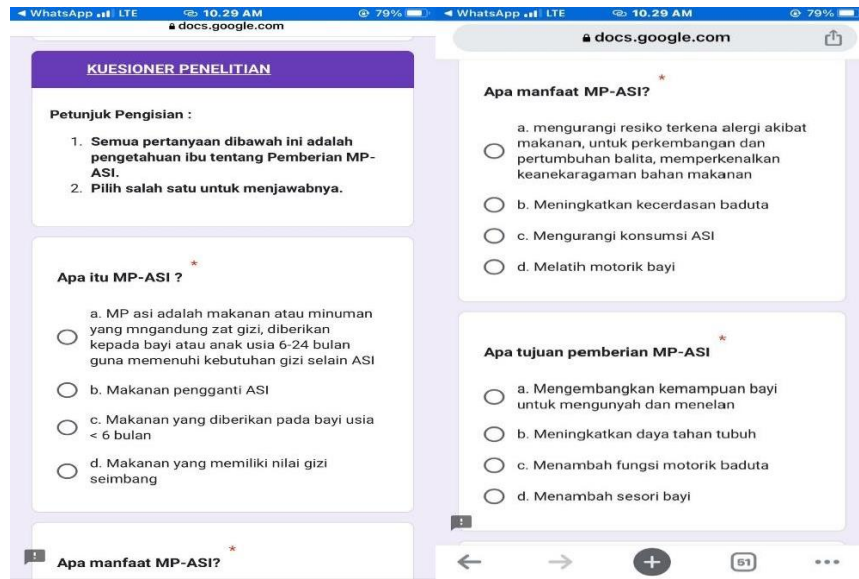 WhatsApp LTE 10.29 AM 79%
docs.google.com
KUESIONER PENELITIAN
Petunjuk Pengisian :
1. Semua pertanyaan dibawah ini adalah
pengetahuan ibu tentang Pemberian MP-
ASI.
2. Pilih salah satu untuk menjawabnya.
Apa itu MP-ASI ? *
a. MP asi adalah makanan atau minuman
yang mngandung zat gizi, diberikan
kepada bayi atau anak usia 6-24 bulan
guna memenuhi kebutuhan gizi selain ASI
b. Makanan pengganti ASI
c. Makanan yang diberikan pada bayi usia
< 6 bulan
d. Makanan yang memiliki nilai gizi
seimbang
Apa manfaat MP-ASI? *
WhatsApp LTE 10.29 AM 79%
docs.google.com
Apa manfaat MP-ASI? *
a. mengurangi resiko terkena alergi akibat
makanan, untuk perkembangan dan
pertumbuhan balita, memperkenalkan
keanekaragaman bahan makanan
b. Meningkatkan kecerdasan baduta
c. Mengurangi konsumsi ASI
d. Melatih motorik bayi
Apa tujuan pemberian MP-ASI *
a. Mengembangkan kemampuan bayi
untuk mengunyah dan menelan
b. Meningkatkan daya tahan tubuh
c. Menambah fungsi motorik baduta
d. Menambah sesori bayi
51